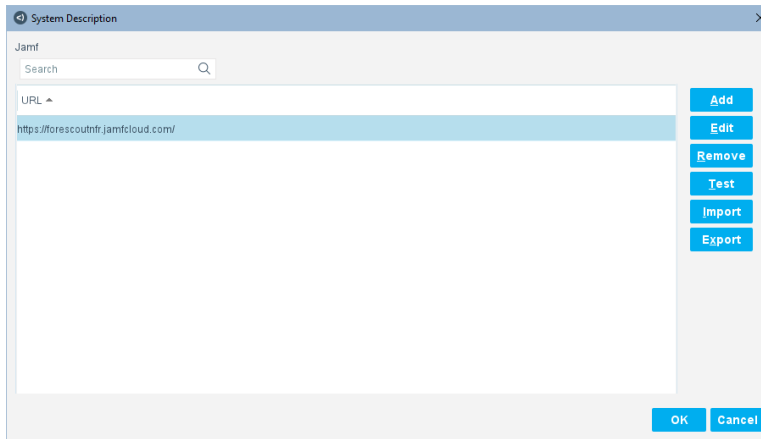 System Description
Jamf
Search
URL
https://forescoutnfr.jamfcloud.com/
Add
Edit
Remove
Test
Import
Export
OK
Cancel